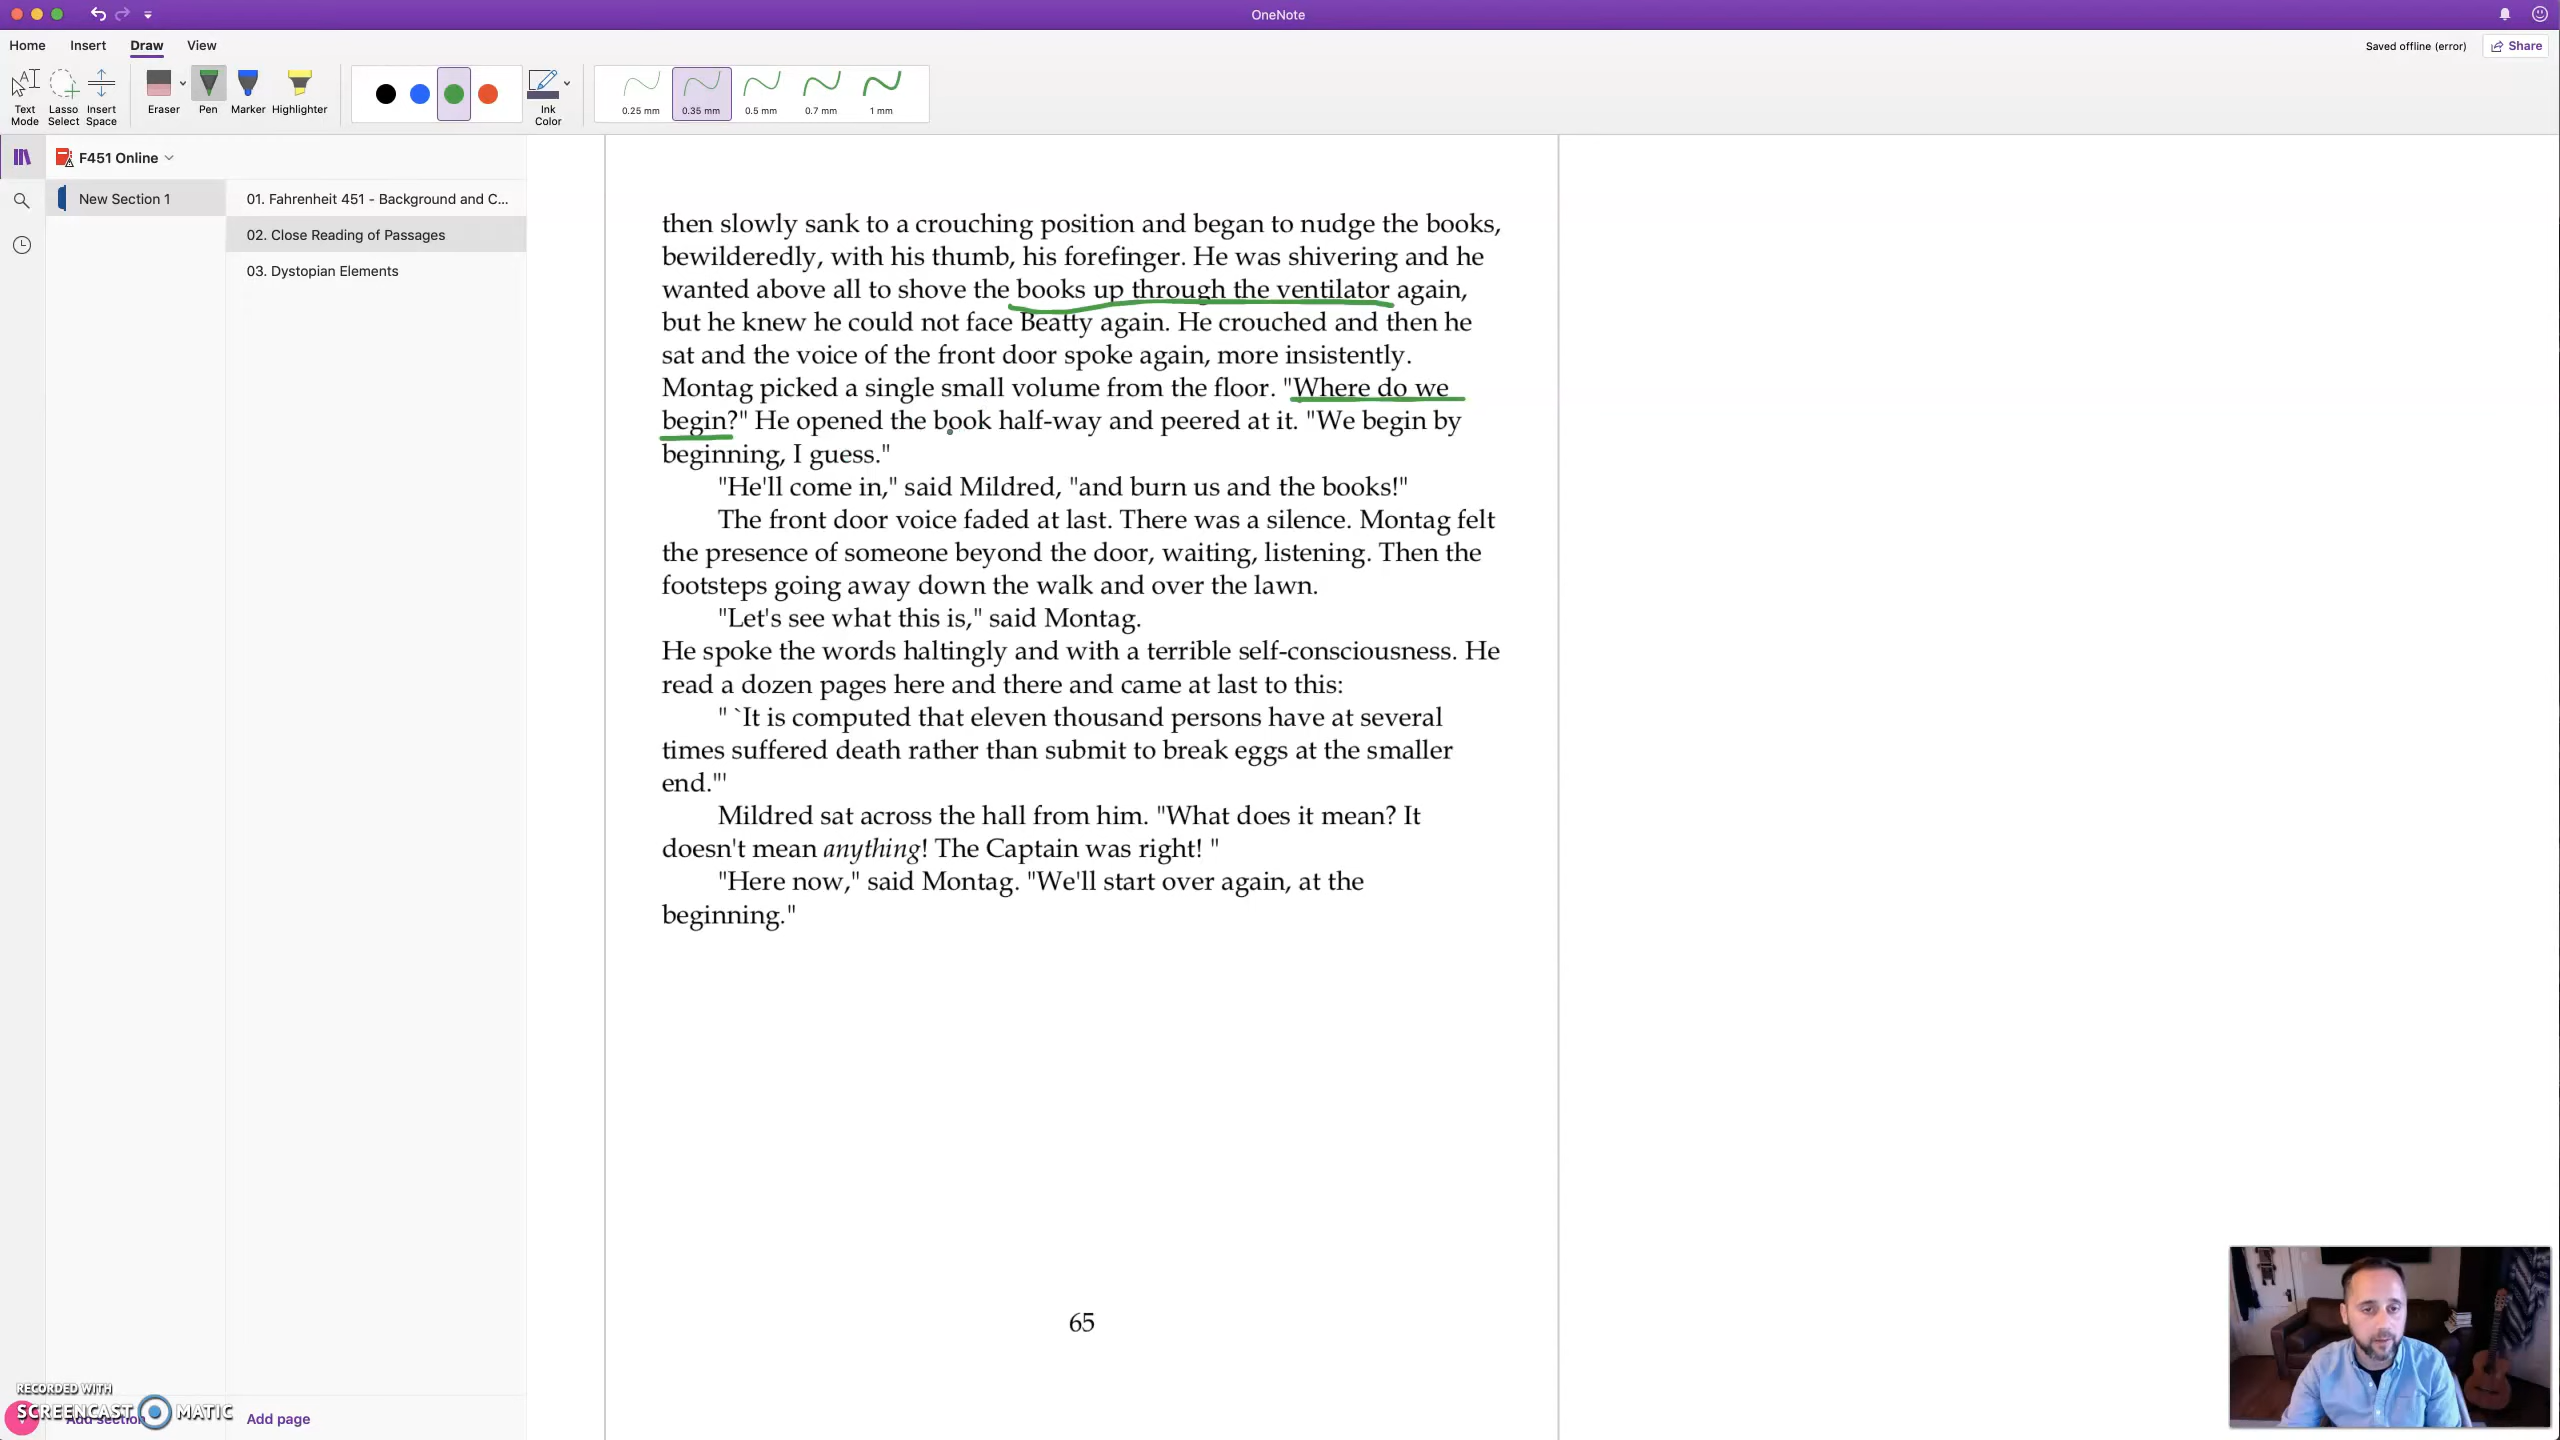 OneNote
Home Insert Draw View
Saved offline (error) Share
Text Mode
Lasso Select
Insert Space
Eraser
Pen
Marker
Highlighter
Ink Color
0.25 mm
0.35 mm
0.5 mm
0.7 mm
1 mm
F451 Online
New Section 1
01. Fahrenheit 451 - Background and C...
02. Close Reading of Passages
03. Dystopian Elements
then slowly sank to a crouching position and began to nudge the books,
bewilderedly, with his thumb, his forefinger. He was shivering and he
wanted above all to shove the books up through the ventilator again,
but he knew he could not face Beatty again. He crouched and then he
sat and the voice of the front door spoke again, more insistently.
Montag picked a single small volume from the floor. "Where do we
begin?" He opened the book half-way and peered at it. "We begin by
beginning, I guess."
"He'll come in," said Mildred, "and burn us and the books!"
The front door voice faded at last. There was a silence. Montag felt
the presence of someone beyond the door, waiting, listening. Then the
footsteps going away down the walk and over the lawn.
"Let's see what this is," said Montag.
He spoke the words haltingly and with a terrible self-consciousness. He
read a dozen pages here and there and came at last to this:
" `It is computed that eleven thousand persons have at several
times suffered death rather than submit to break eggs at the smaller
end."'
Mildred sat across the hall from him. "What does it mean? It
doesn't mean anything! The Captain was right! "
"Here now," said Montag. "We'll start over again, at the
beginning."
65
RECORDED WITH
SCREENCAST MATIC
Add section
Add page